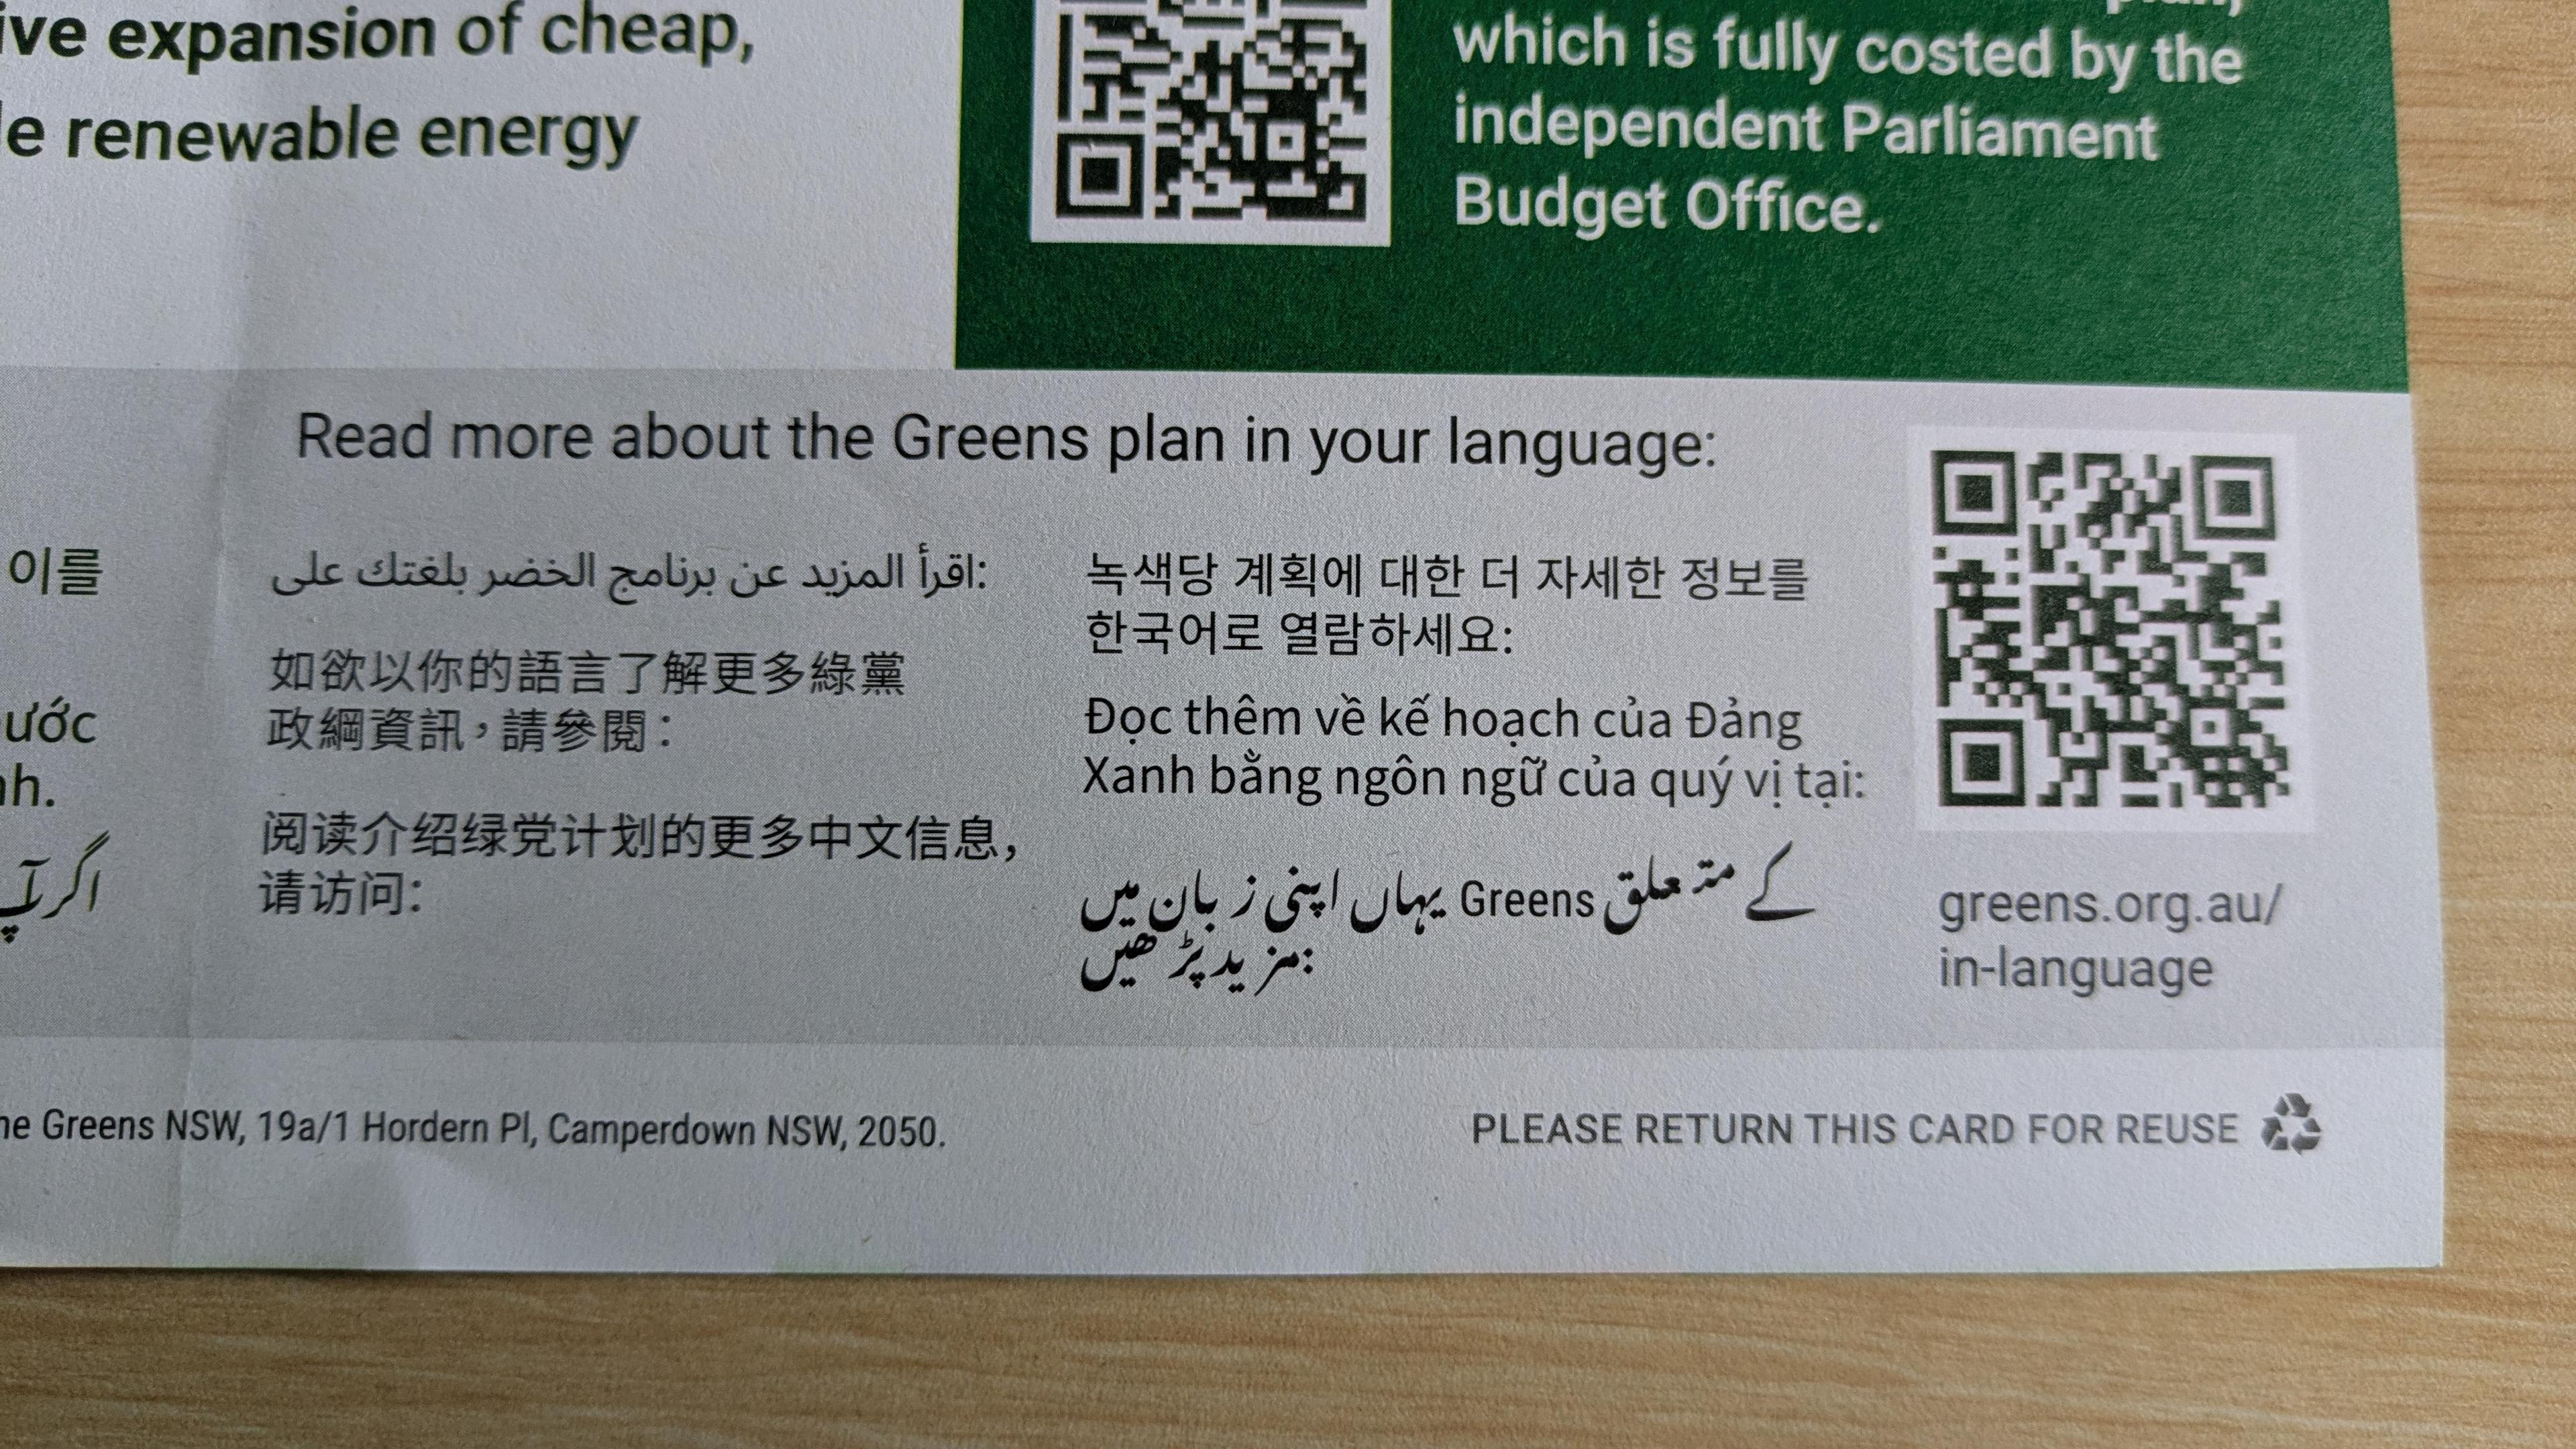 expansion of cheap,
renewable energy
which is fully costed by the
independent Parliament
Budget Office.
Read more about the Greens plan in your language:
이를
ước
nh.
اگر آپ
اقرأ المزيد عن برنامج الخضر بلغتك على:
如欲以你的語言了解更多綠黨
政綱資訊，請參閱：
阅读介绍绿党计划的更多中文信息，
请访问：
녹색당 계획에 대한 더 자세한 정보를
한국어로 열람하세요:
Đọc thêm về kế hoạch của Đảng
Xanh bằng ngôn ngữ của quý vị tại:
کے متعلق Greens یہاں اپنی زبان میں
مزید پڑھیں:
greens.org.au/
in-language
Greens NSW, 19a/1 Hordern Pl, Camperdown NSW, 2050.
PLEASE RETURN THIS CARD FOR REUSE